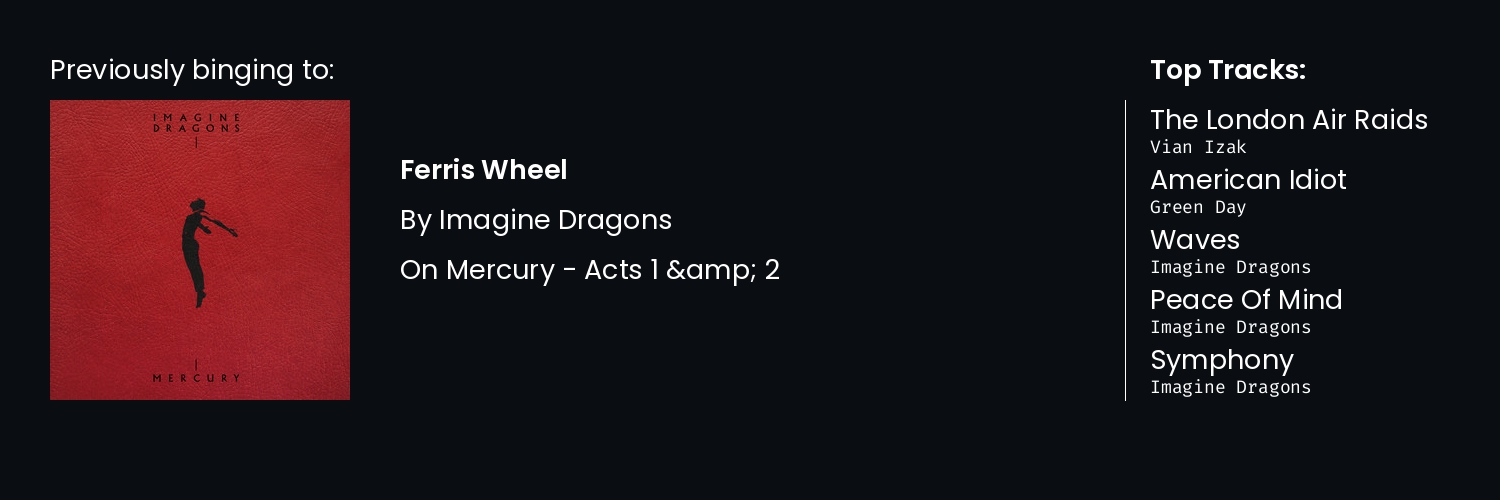 Previously binging to:
IMAGINE
DRAGONS
MERCURY
Ferris Wheel
By Imagine Dragons
On Mercury - Acts 1 &amp;amp; 2
Top Tracks:
The London Air Raids
Vian Izak
American Idiot
Green Day
Waves
Imagine Dragons
Peace Of Mind
Imagine Dragons
Symphony
Imagine Dragons